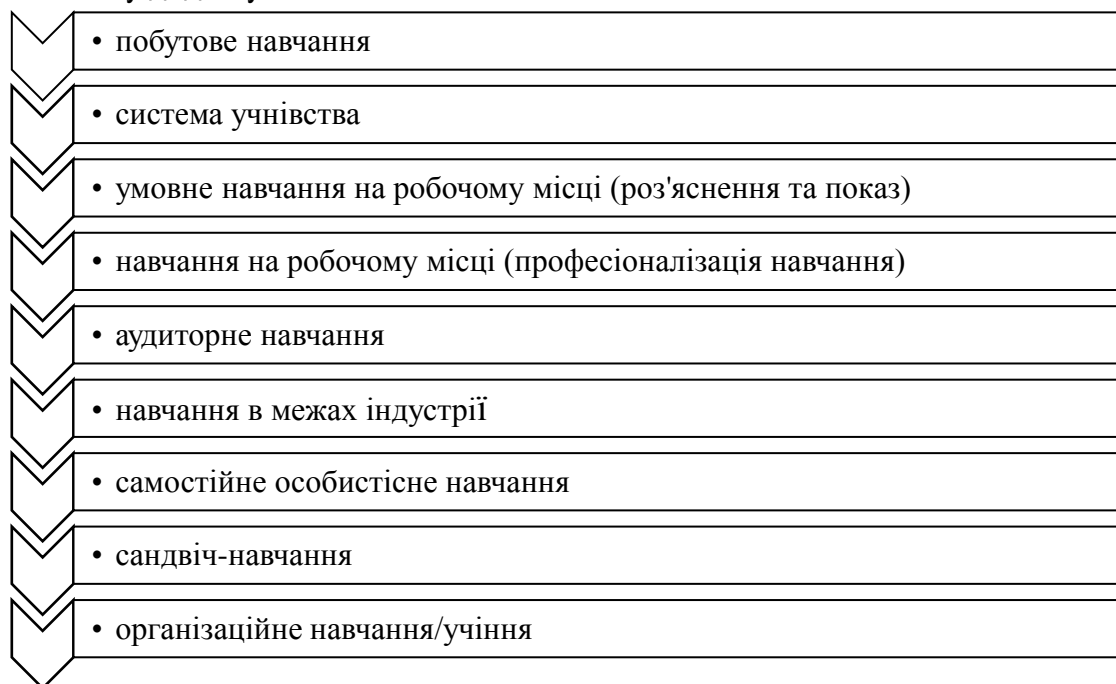 • побутове навчання
• система учнівства
• умовне навчання на робочому місці (роз'яснення та показ)
• навчання на робочому місці (професіоналізація навчання)
• аудиторне навчання
• навчання в межах індустрії
• самостійне особистісне навчання
• сандвіч-навчання
• організаційне навчання/учіння